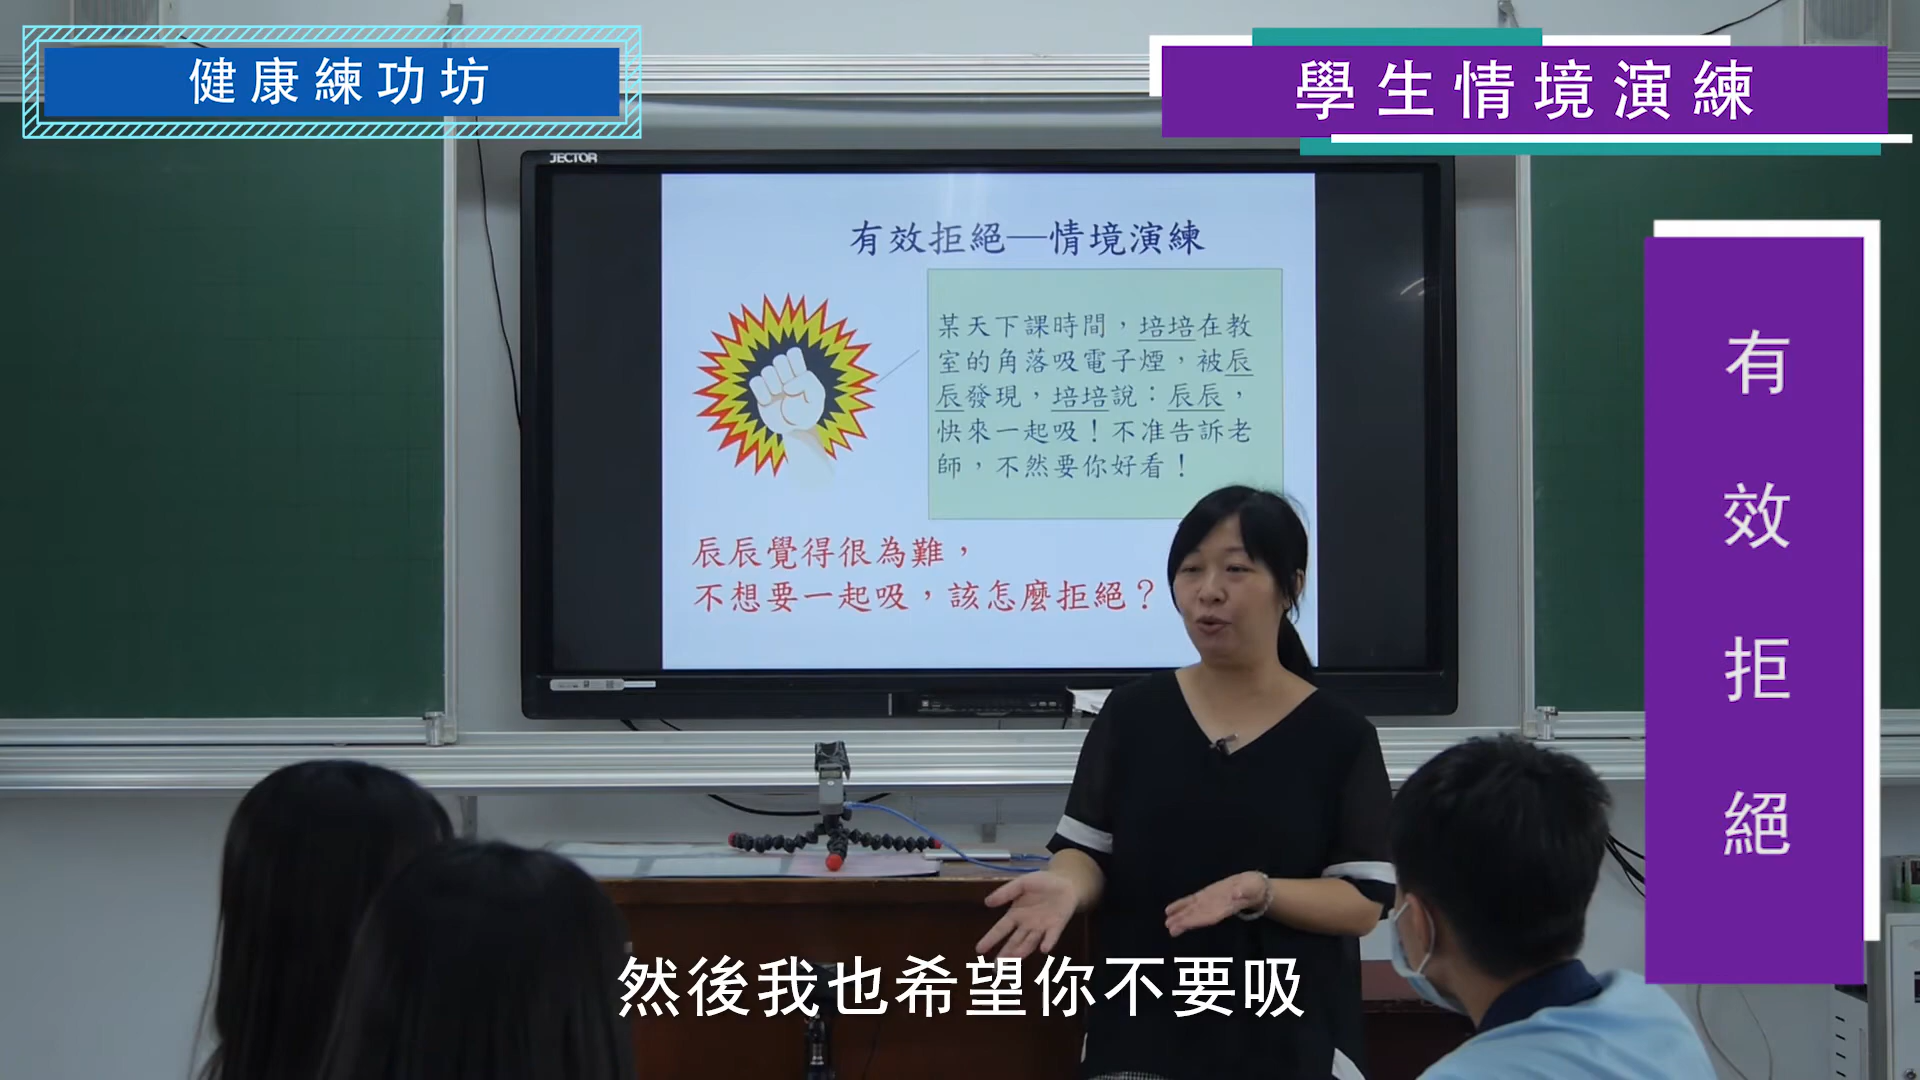 健康練功坊
學生情境演練
JECTOR
有效拒絕—情境演練
某天下課時間，培培在教
室的角落吸電子煙，被辰
辰發現，培培說：辰辰，
快來一起吸！不准告訴老
師，不然要你好看！
辰辰覺得很為難，
不想要一起吸，該怎麼拒絕？
有效拒絕
然後我也希望你不要吸